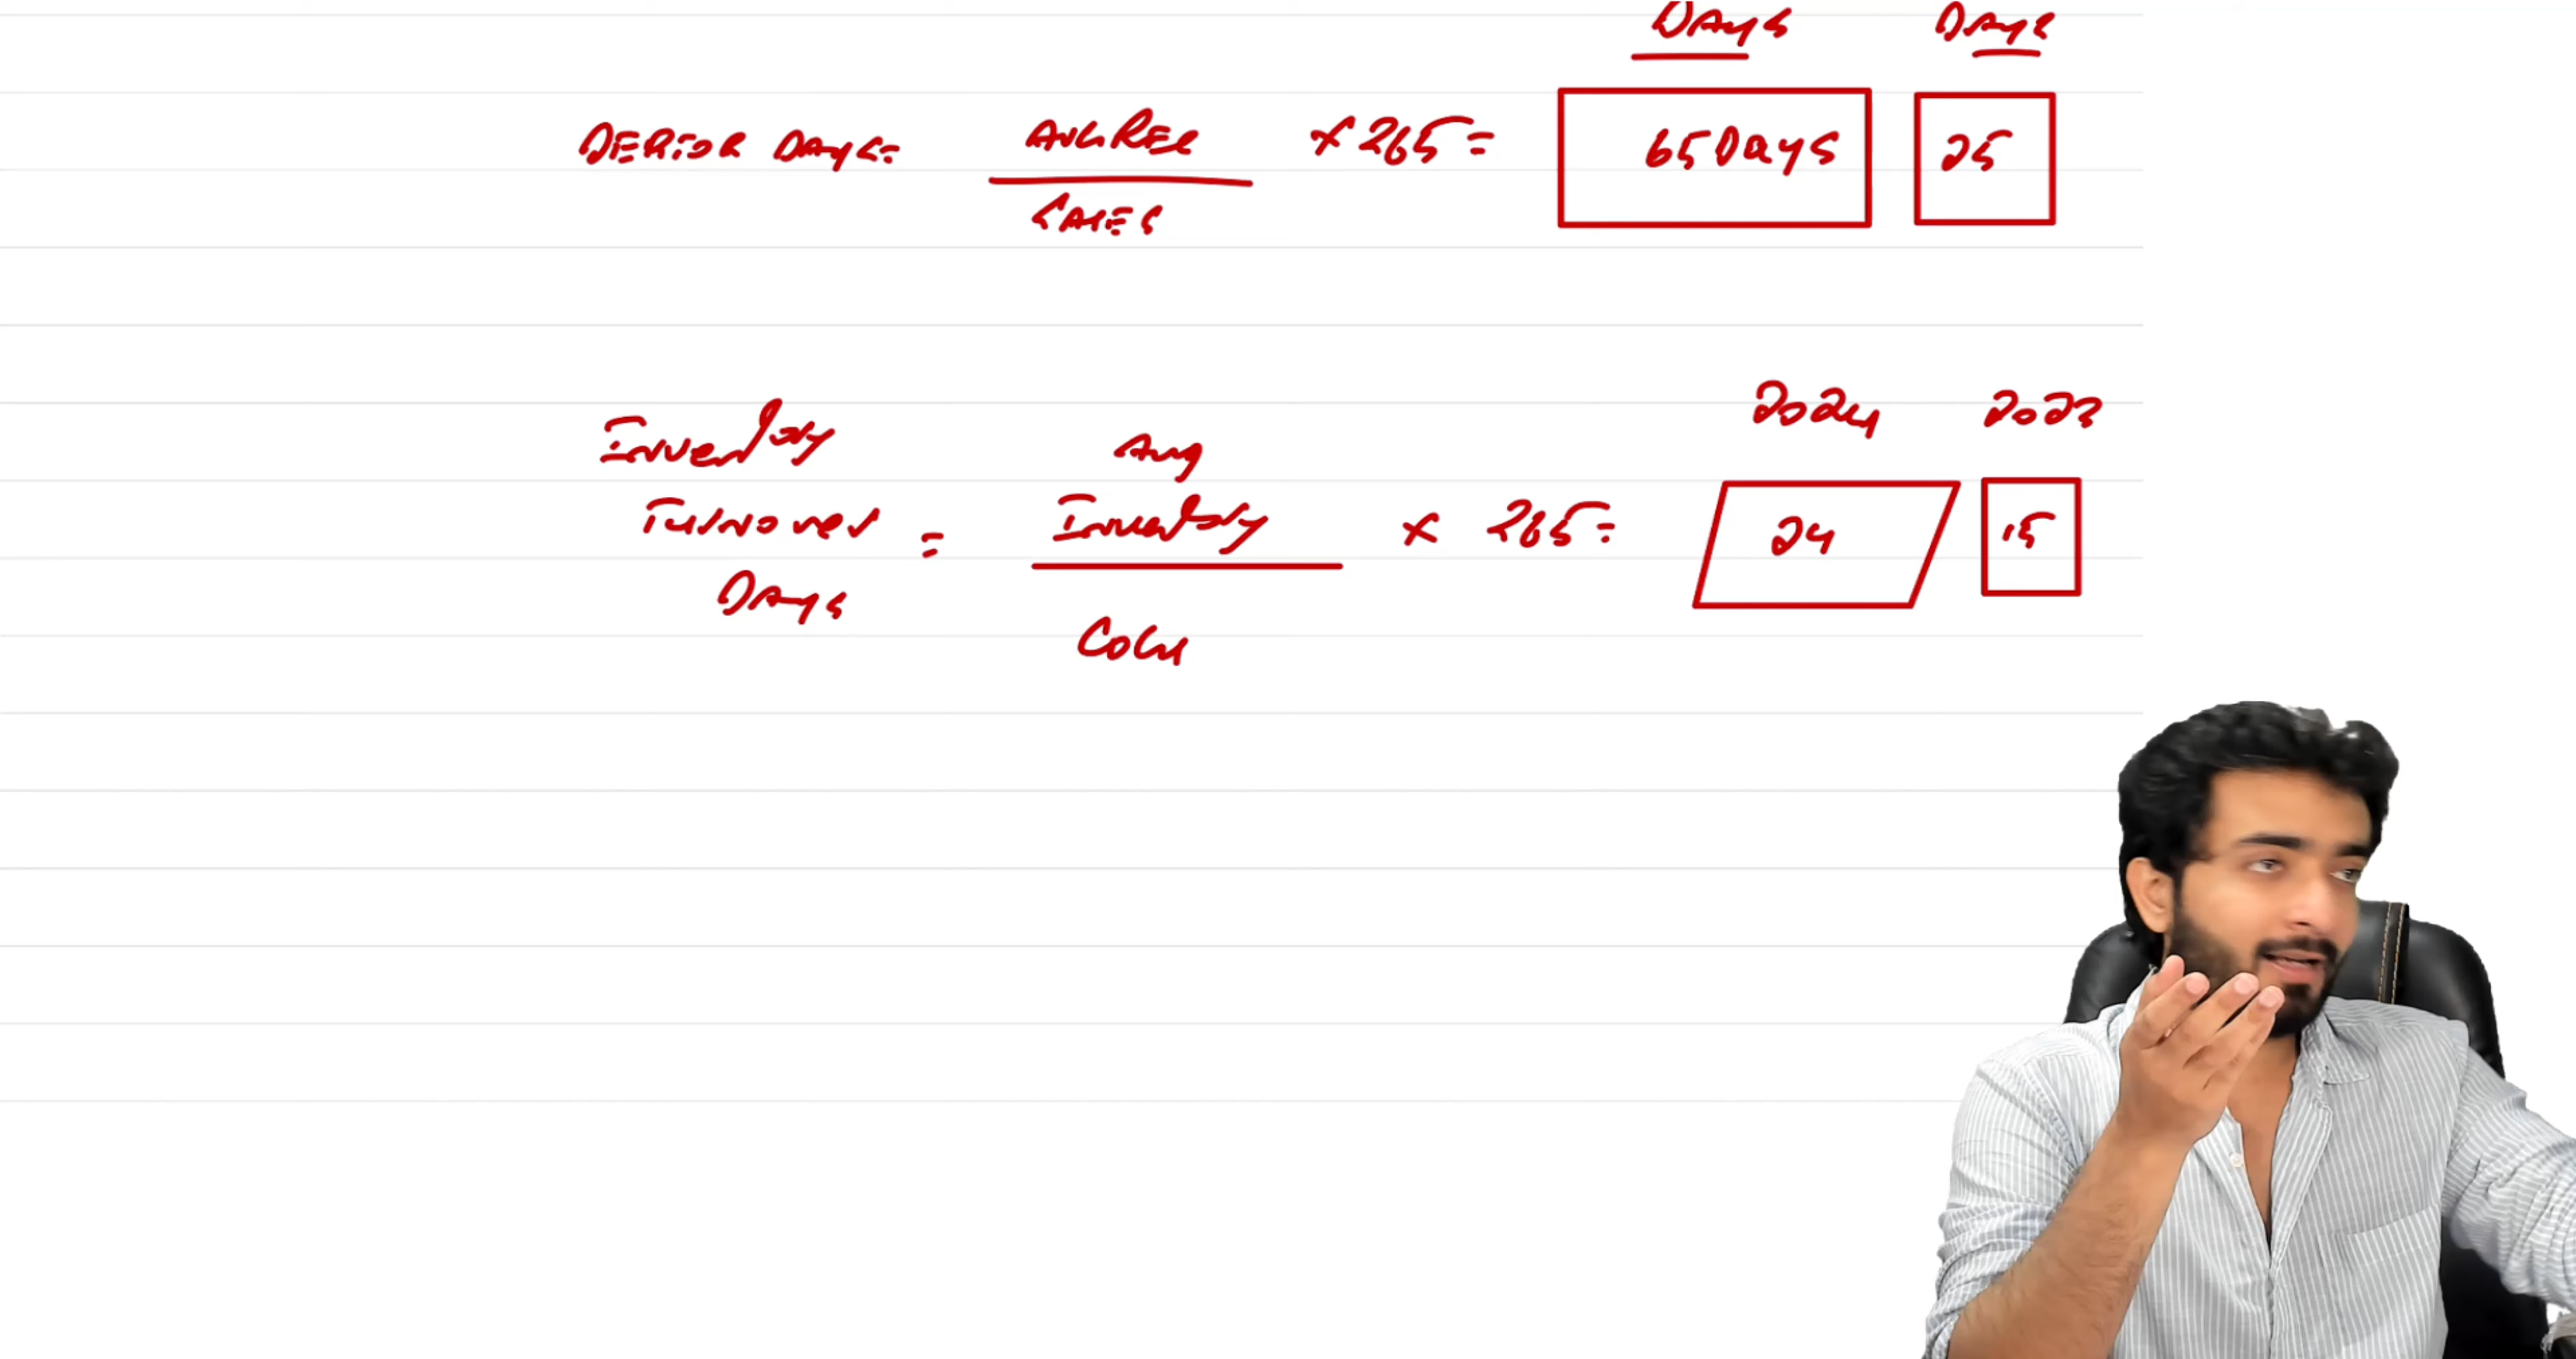 Days Days
DEBTOR DAYS = AVG REC × 365 = 65 Days 25
SALES
2024 2023
Inventory Avg
Turnover = Inventory × 365 = 24 15
Days
COGS